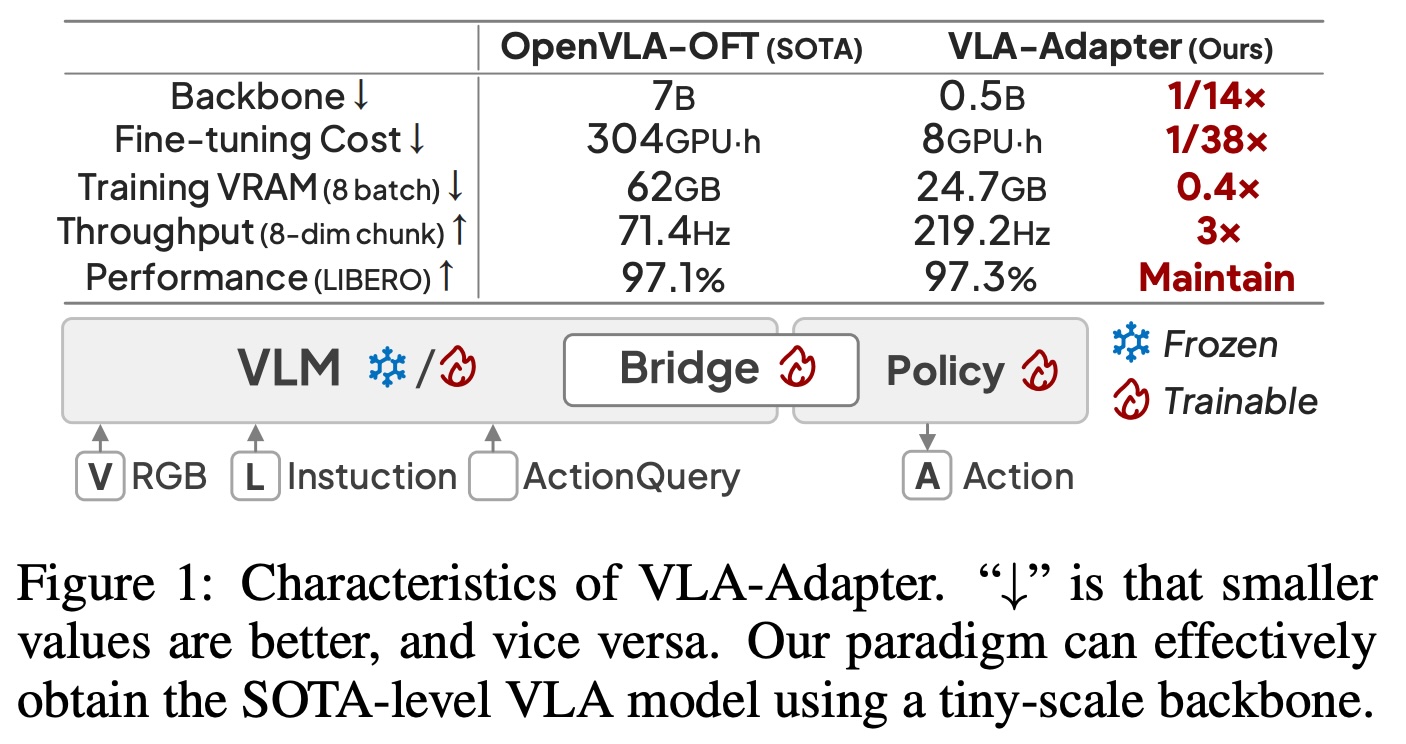 OpenVLA-OFT (SOTA) VLA-Adapter (Ours)
Backbone ↓ 7B 0.5B 1/14×
Fine-tuning Cost ↓ 304GPU·h 8GPU·h 1/38×
Training VRAM (8 batch) ↓ 62GB 24.7GB 0.4×
Throughput (8-dim chunk) ↑ 71.4Hz 219.2Hz 3×
Performance (LIBERO) ↑ 97.1% 97.3% Maintain
VLM / Bridge Policy Frozen
Trainable
V RGB L Instuction ActionQuery A Action
Figure 1: Characteristics of VLA-Adapter. “↓” is that smaller
values are better, and vice versa. Our paradigm can effectively
obtain the SOTA-level VLA model using a tiny-scale backbone.